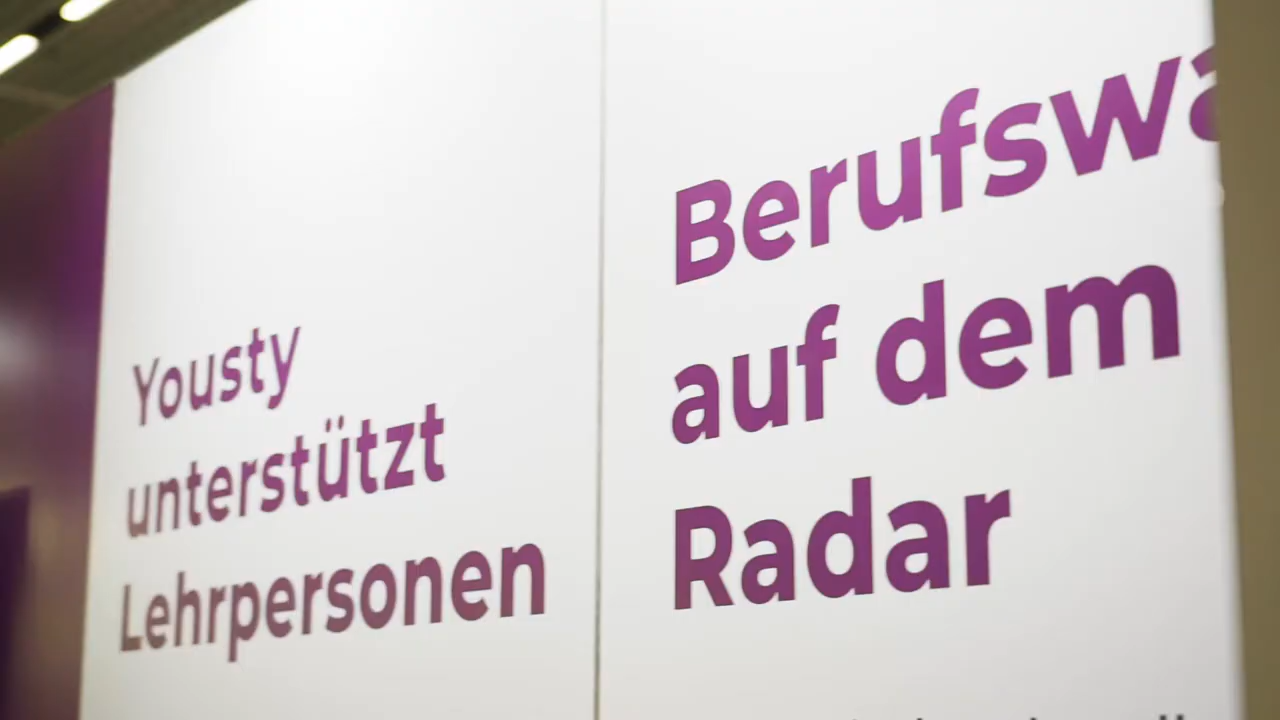 Yousty
unterstützt
Lehrpersonen
Berufswa
auf dem
Radar